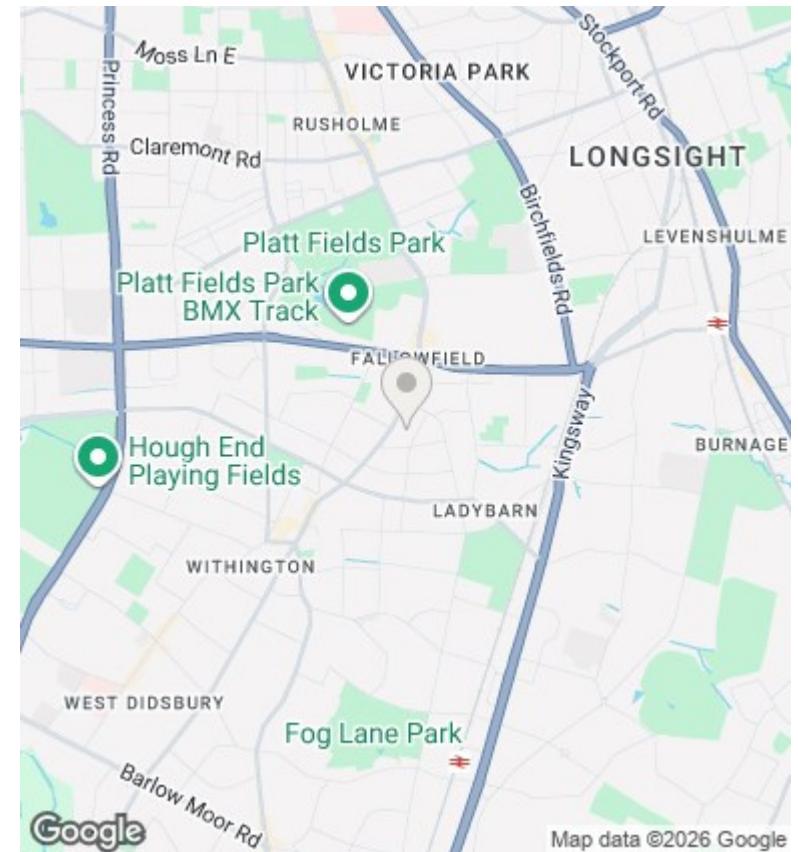 Moss Ln E
VICTORIA PARK
Stockport Rd
Princess Rd
RUSHOLME
Claremont Rd
LONGSIGHT
Birchfields Rd
LEVENSHULME
Platt Fields Park
Platt Fields Park
BMX Track
FALLOWFIELD
Kingsway
Hough End
Playing Fields
BURNAGE
LADYBARN
WITHINGTON
WEST DIDSBURY
Fog Lane Park
Barlow Moor Rd
Google
Map data ©2026 Google